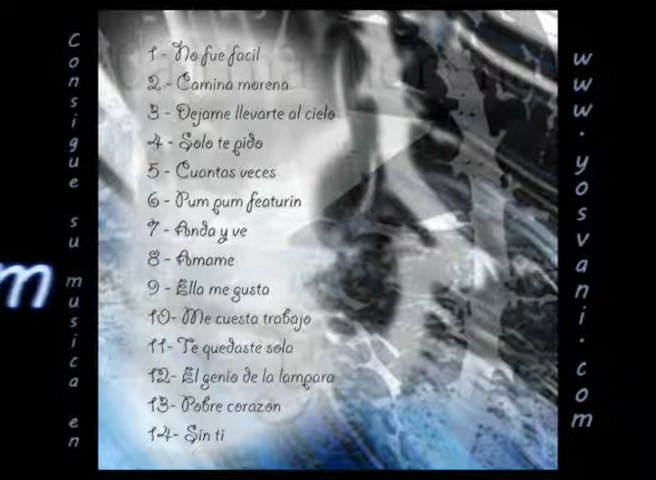 Consigue su musica en
1 - No fue facil
2 - Camina morena
3 - Dejame llevarte al cielo
4 - Solo te pido
5 - Cuantas veces
6 - Pum pum featurin
7 - Anda y ve
8 - Amame
9 - Ella me gusta
10- Me cuesta trabajo
11- Te quedaste sola
12- El genio de la lampara
13- Pobre corazon
14- Sin ti
www.yosvani.com
m